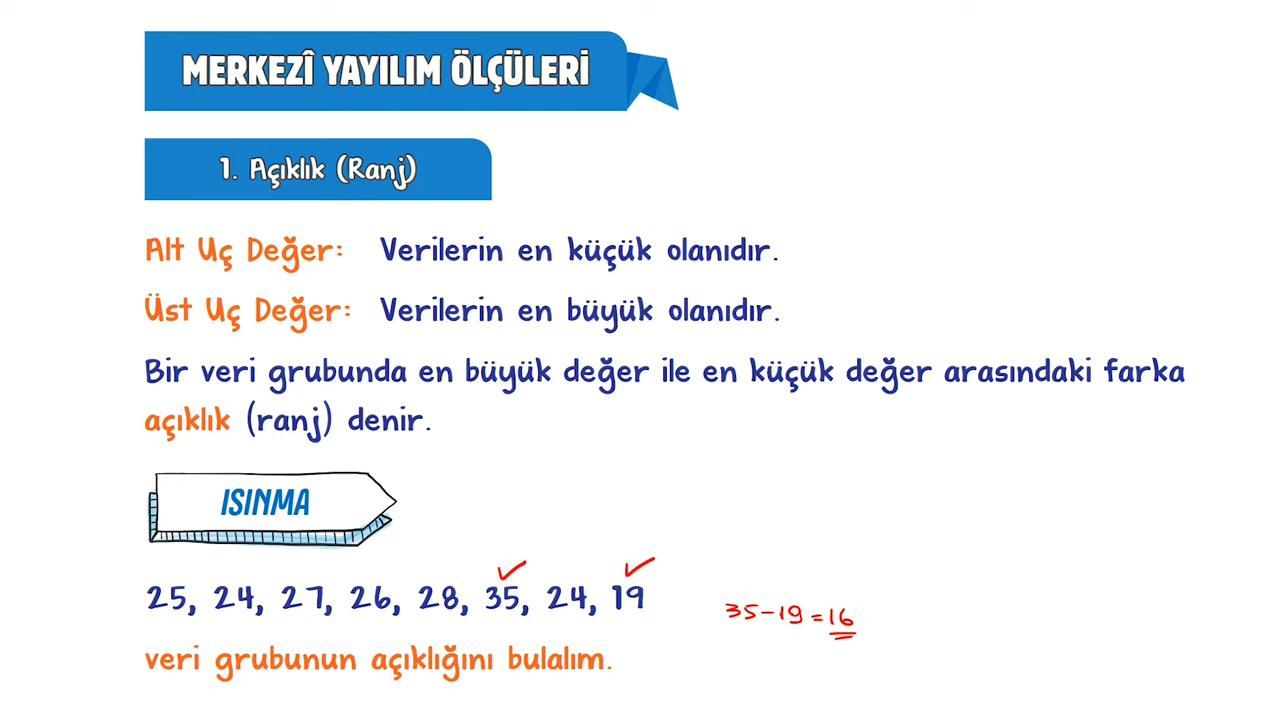 MERKEZÎ YAYILIM ÖLÇÜLERİ
1. Açıklık (Ranj)
Alt Uç Değer: Verilerin en küçük olanıdır.
Üst Uç Değer: Verilerin en büyük olanıdır.
Bir veri grubunda en büyük değer ile en küçük değer arasındaki farka
açıklık (ranj) denir.
ISINMA
25, 24, 27, 26, 28, 35, 24, 19
35-19=16
veri grubunun açıklığını bulalım.